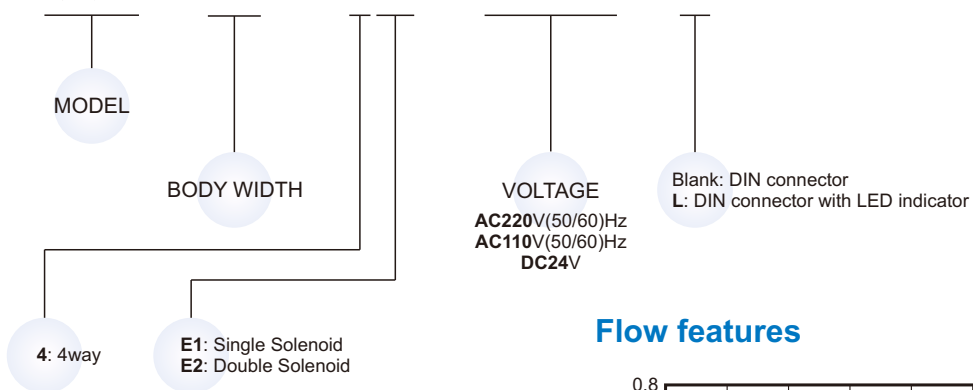 MODEL
BODY WIDTH
VOLTAGE
AC220V(50/60)Hz
AC110V(50/60)Hz
DC24V
Blank: DIN connector
L: DIN connector with LED indicator
4: 4way
E1: Single Solenoid
E2: Double Solenoid
Flow features
0.8